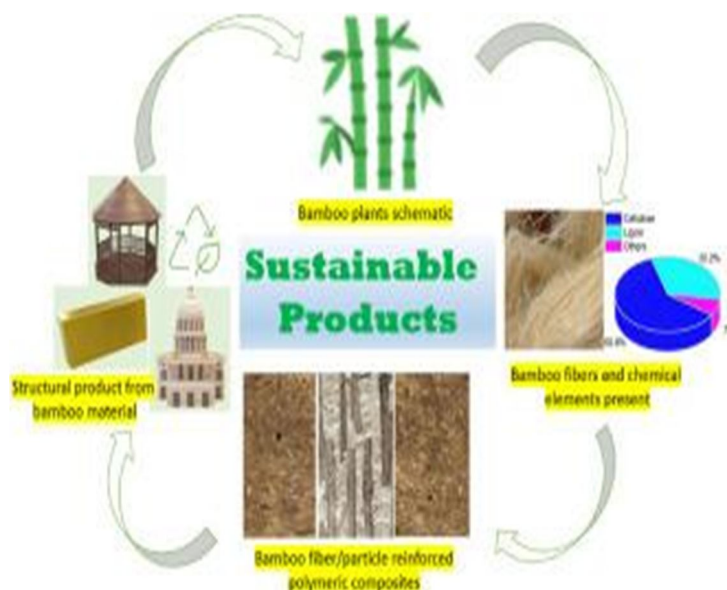 Bamboo plants schematic
Cellulose
Lignin
Others
Sustainable
Products
Structural product from
bamboo material
Bamboo fibers and chemical
elements present
Bamboo fiber/particle reinforced
polymeric composites